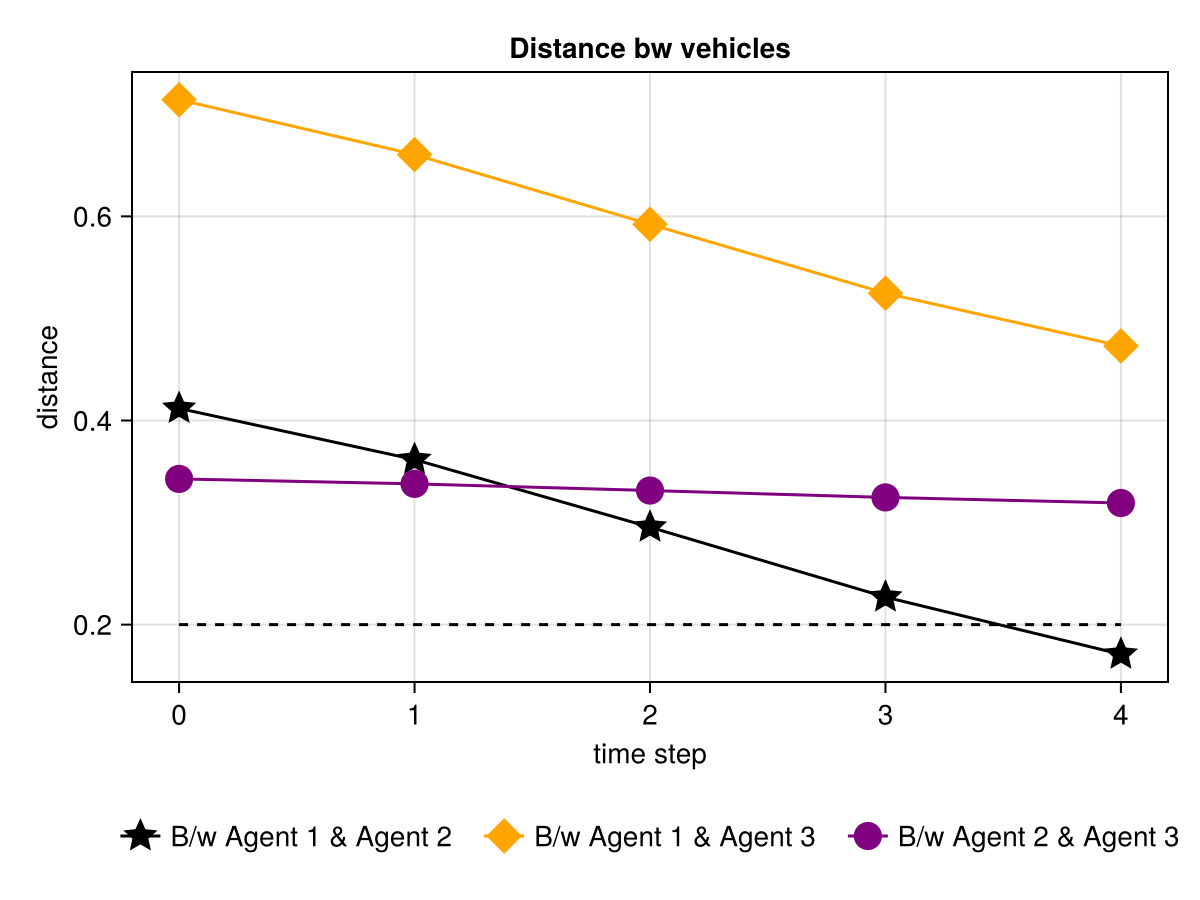 Distance bw vehicles
distance
0.6
0.4
0.2
0 1 2 3 4
time step
B/w Agent 1 & Agent 2 B/w Agent 1 & Agent 3 B/w Agent 2 & Agent 3